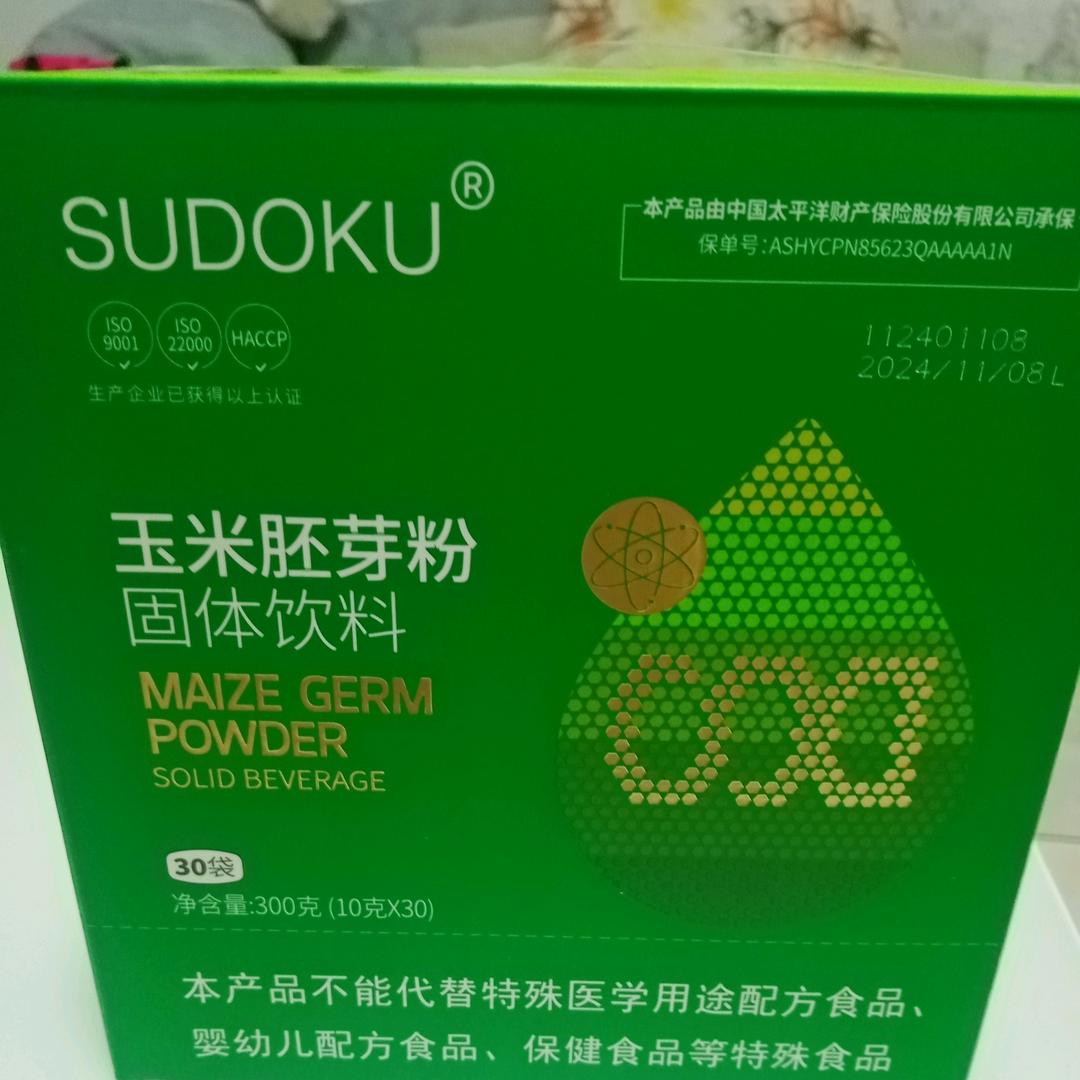 SUDOKU®
本产品由中国太平洋财产保险股份有限公司承保
保单号:ASHYCPN85623QAAAAA1N
ISO
9001
ISO
22000
HACCP
生产企业已获得以上认证
112401108
2024/11/08L
玉米胚芽粉
固体饮料
MAIZE GERM
POWDER
SOLID BEVERAGE
30袋
净含量:300克 (10克X30)
本产品不能代替特殊医学用途配方食品、
婴幼儿配方食品、保健食品等特殊食品